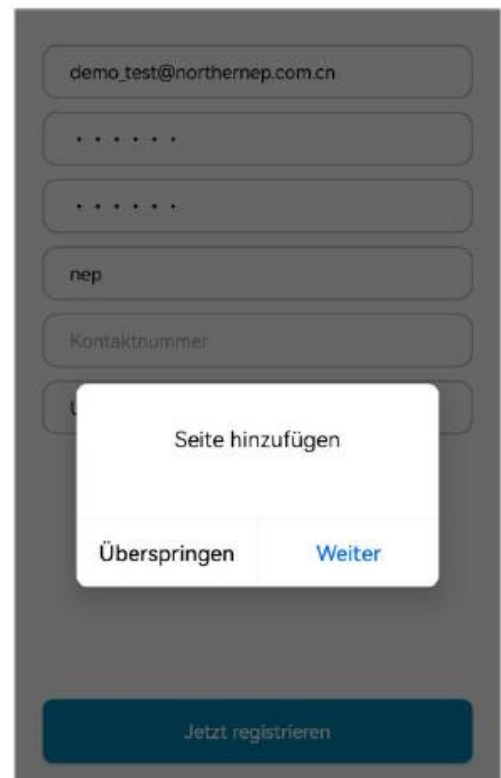 demo_test@northernep.com.cn
••••••
••••••
nep
Kontaktnummer
Seite hinzufügen
Überspringen Weiter
Jetzt registrieren